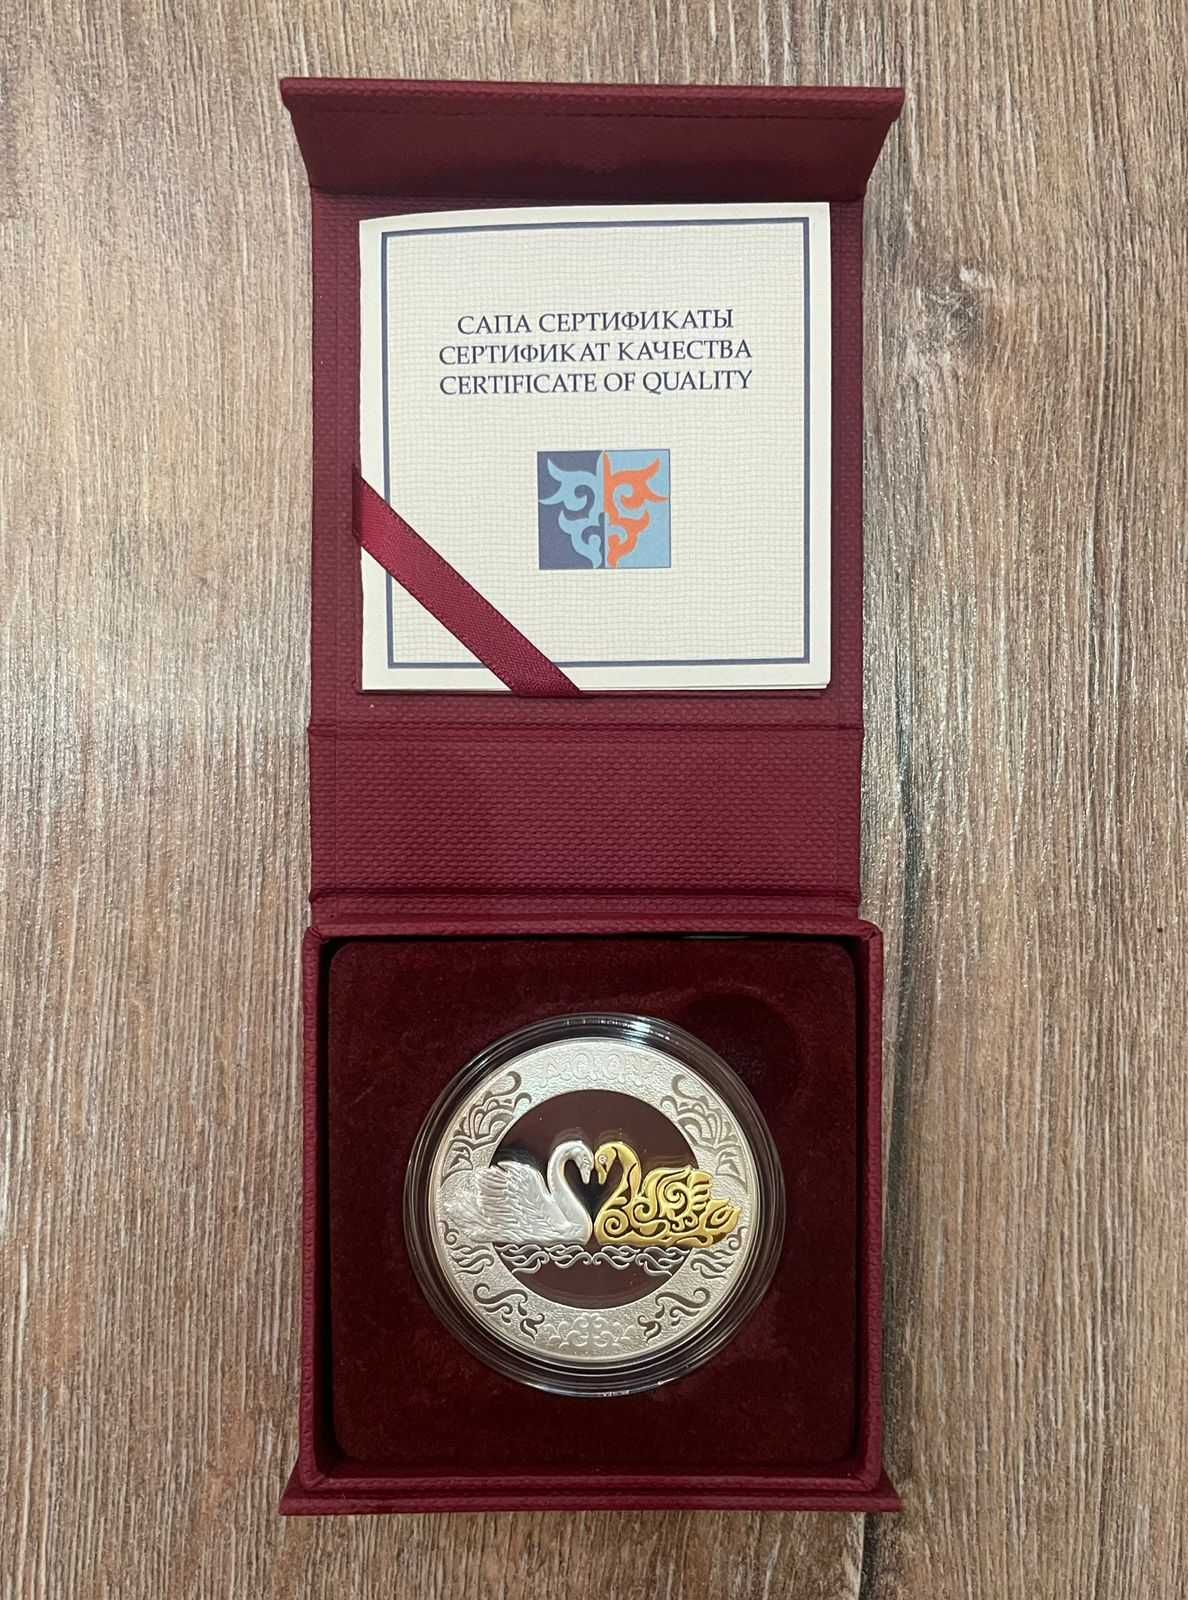 САПА СЕРТИФИКАТЫ
СЕРТИФИКАТ КАЧЕСТВА
CERTIFICATE OF QUALITY